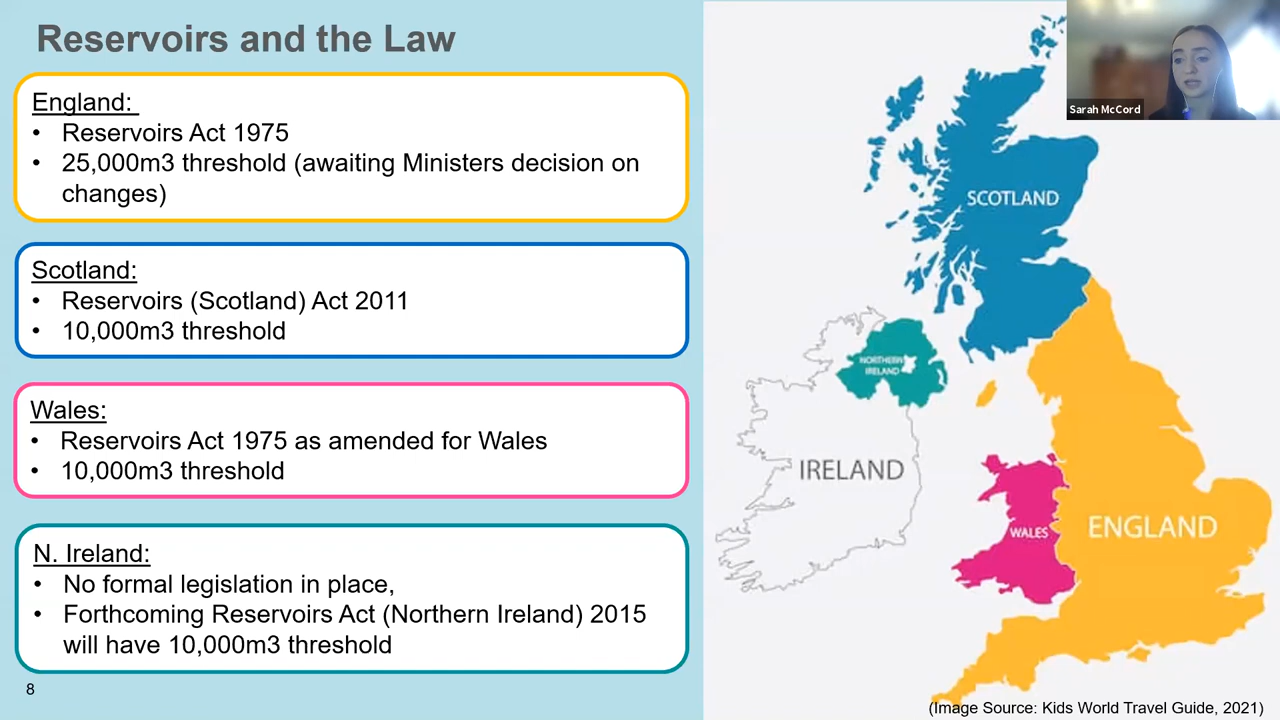 Reservoirs and the Law
England:
• Reservoirs Act 1975
• 25,000m3 threshold (awaiting Ministers decision on
changes)
Scotland:
• Reservoirs (Scotland) Act 2011
• 10,000m3 threshold
Wales:
• Reservoirs Act 1975 as amended for Wales
• 10,000m3 threshold
N. Ireland:
• No formal legislation in place,
• Forthcoming Reservoirs Act (Northern Ireland) 2015
will have 10,000m3 threshold
8
Sarah McCord
SCOTLAND
NORTHERN
IRELAND
IRELAND
WALES
ENGLAND
(Image Source: Kids World Travel Guide, 2021)